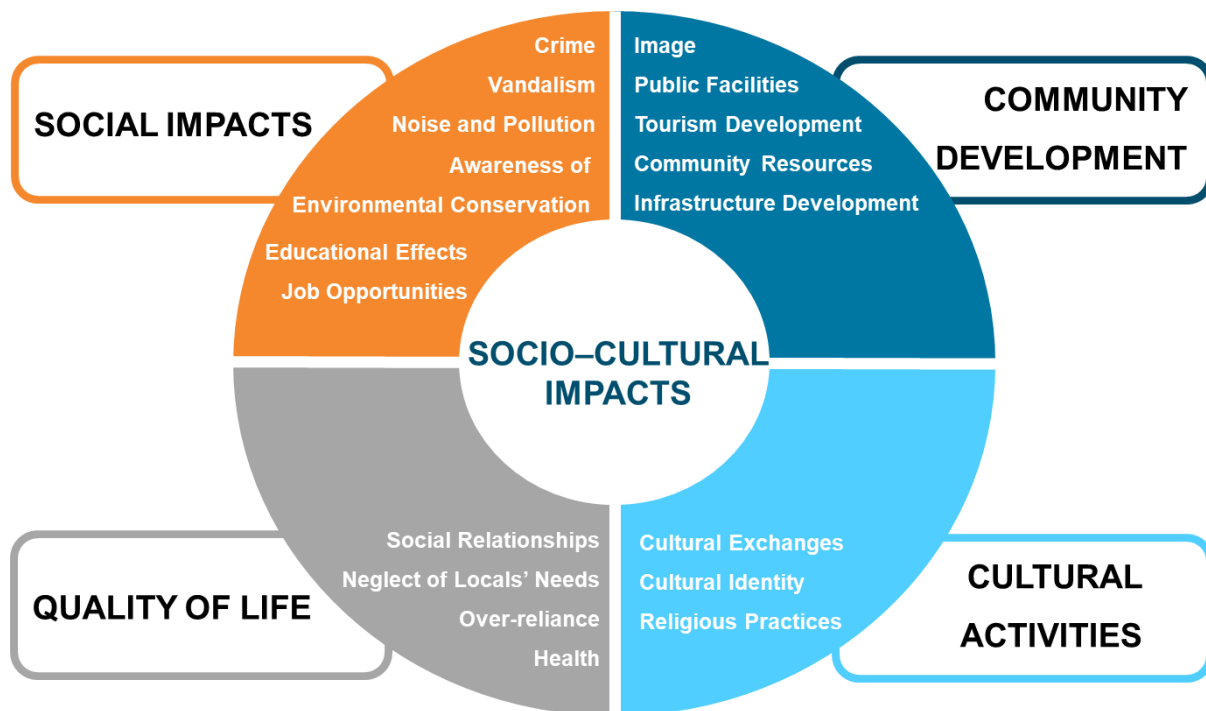 SOCIAL IMPACTS
Crime
Vandalism
Noise and Pollution
Awareness of
Environmental Conservation
Educational Effects
Job Opportunities
Image
Public Facilities
Tourism Development
Community Resources
Infrastructure Development
COMMUNITY
DEVELOPMENT
SOCIO–CULTURAL
IMPACTS
QUALITY OF LIFE
Social Relationships
Neglect of Locals’ Needs
Over-reliance
Health
Cultural Exchanges
Cultural Identity
Religious Practices
CULTURAL
ACTIVITIES